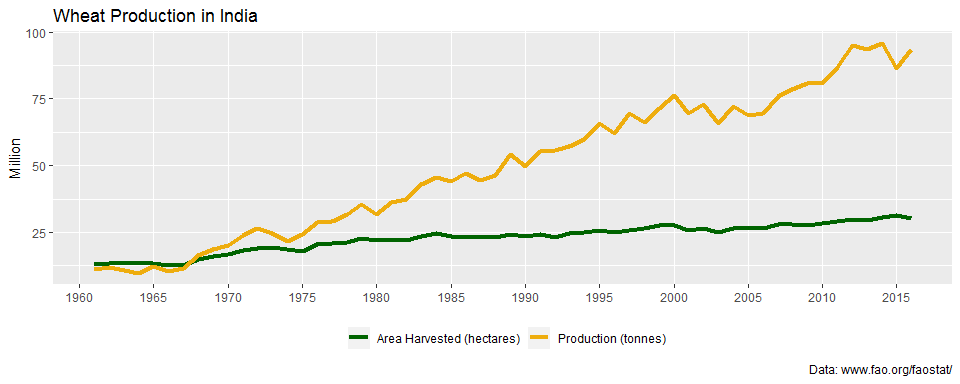 Wheat Production in India
100
75
50
25
Million
1960 1965 1970 1975 1980 1985 1990 1995 2000 2005 2010 2015
Area Harvested (hectares) Production (tonnes)
Data: www.fao.org/faostat/